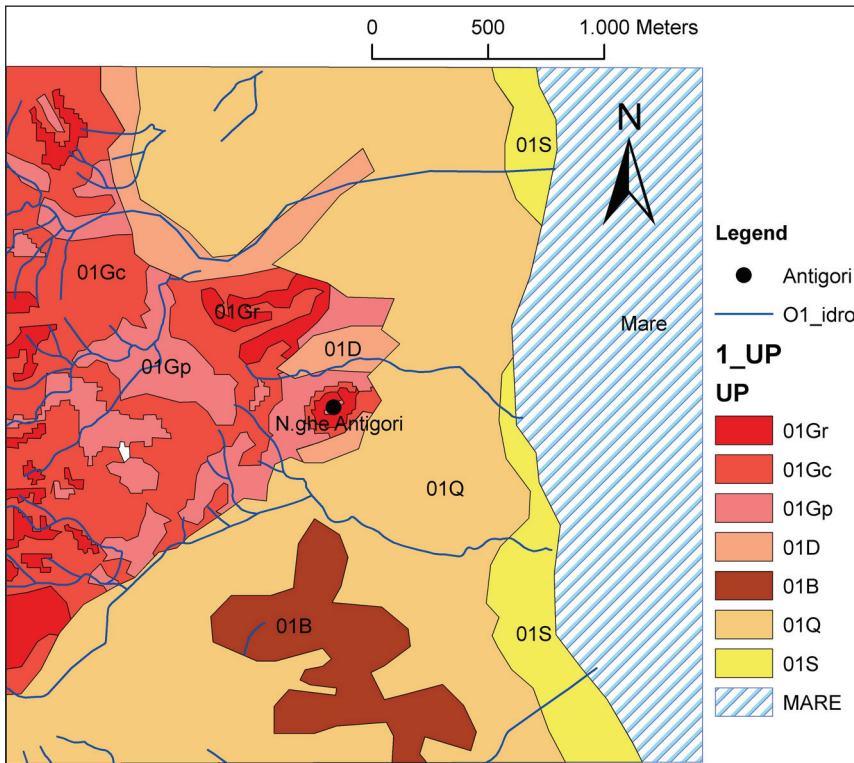 0 500 1.000 Meters
N
01S
01Gc
01Gr
01D
01Gp
N.ghe Antigori
01Q
01B
01S
Mare
Legend
Antigori
O1_idro
1_UP
UP
01Gr
01Gc
01Gp
01D
01B
01Q
01S
MARE